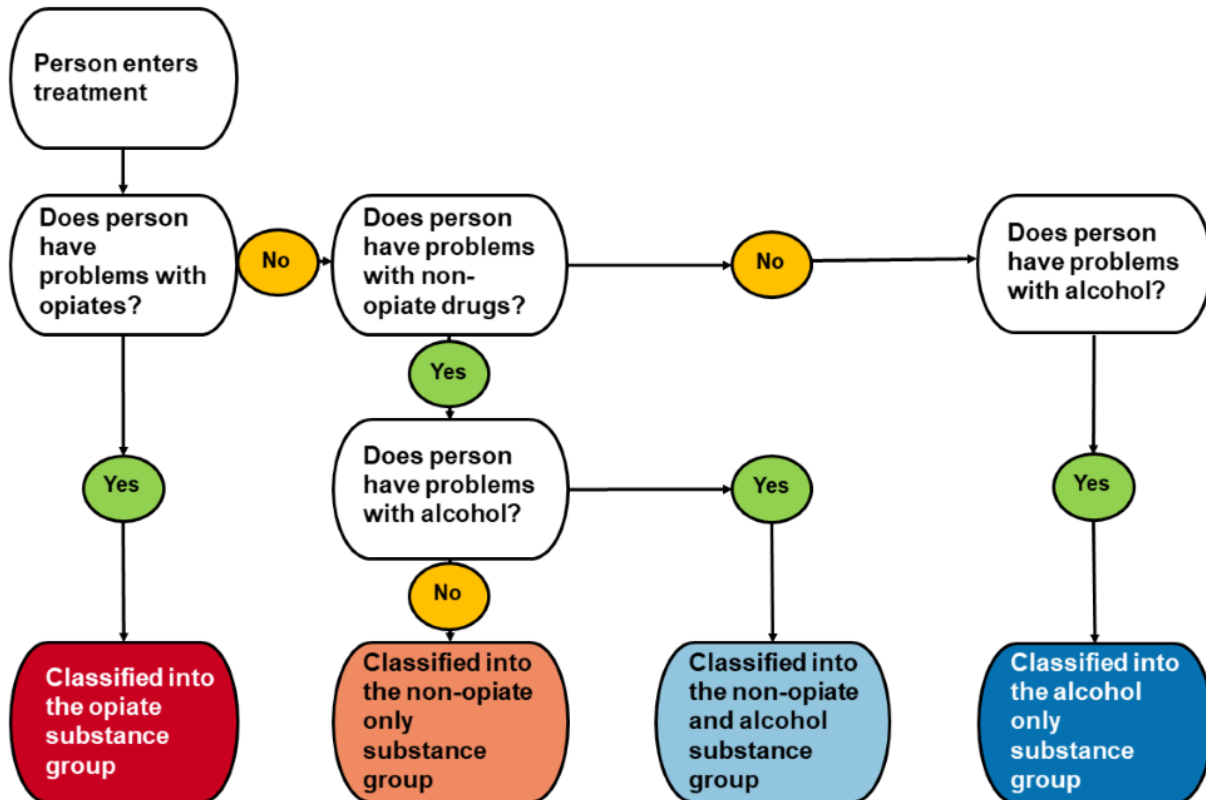 Person enters
treatment
Does person
have
problems with
opiates?
No
Does person
have problems
with non-
opiate drugs?
No
Does person
have problems
with alcohol?
Yes
Does person
have problems
with alcohol?
Yes
Yes
Yes
No
Classified into
the opiate
substance
group
Classified into
the non-opiate
only
substance
group
Classified into
the non-opiate
and alcohol
substance
group
Classified into
the alcohol
only
substance
group